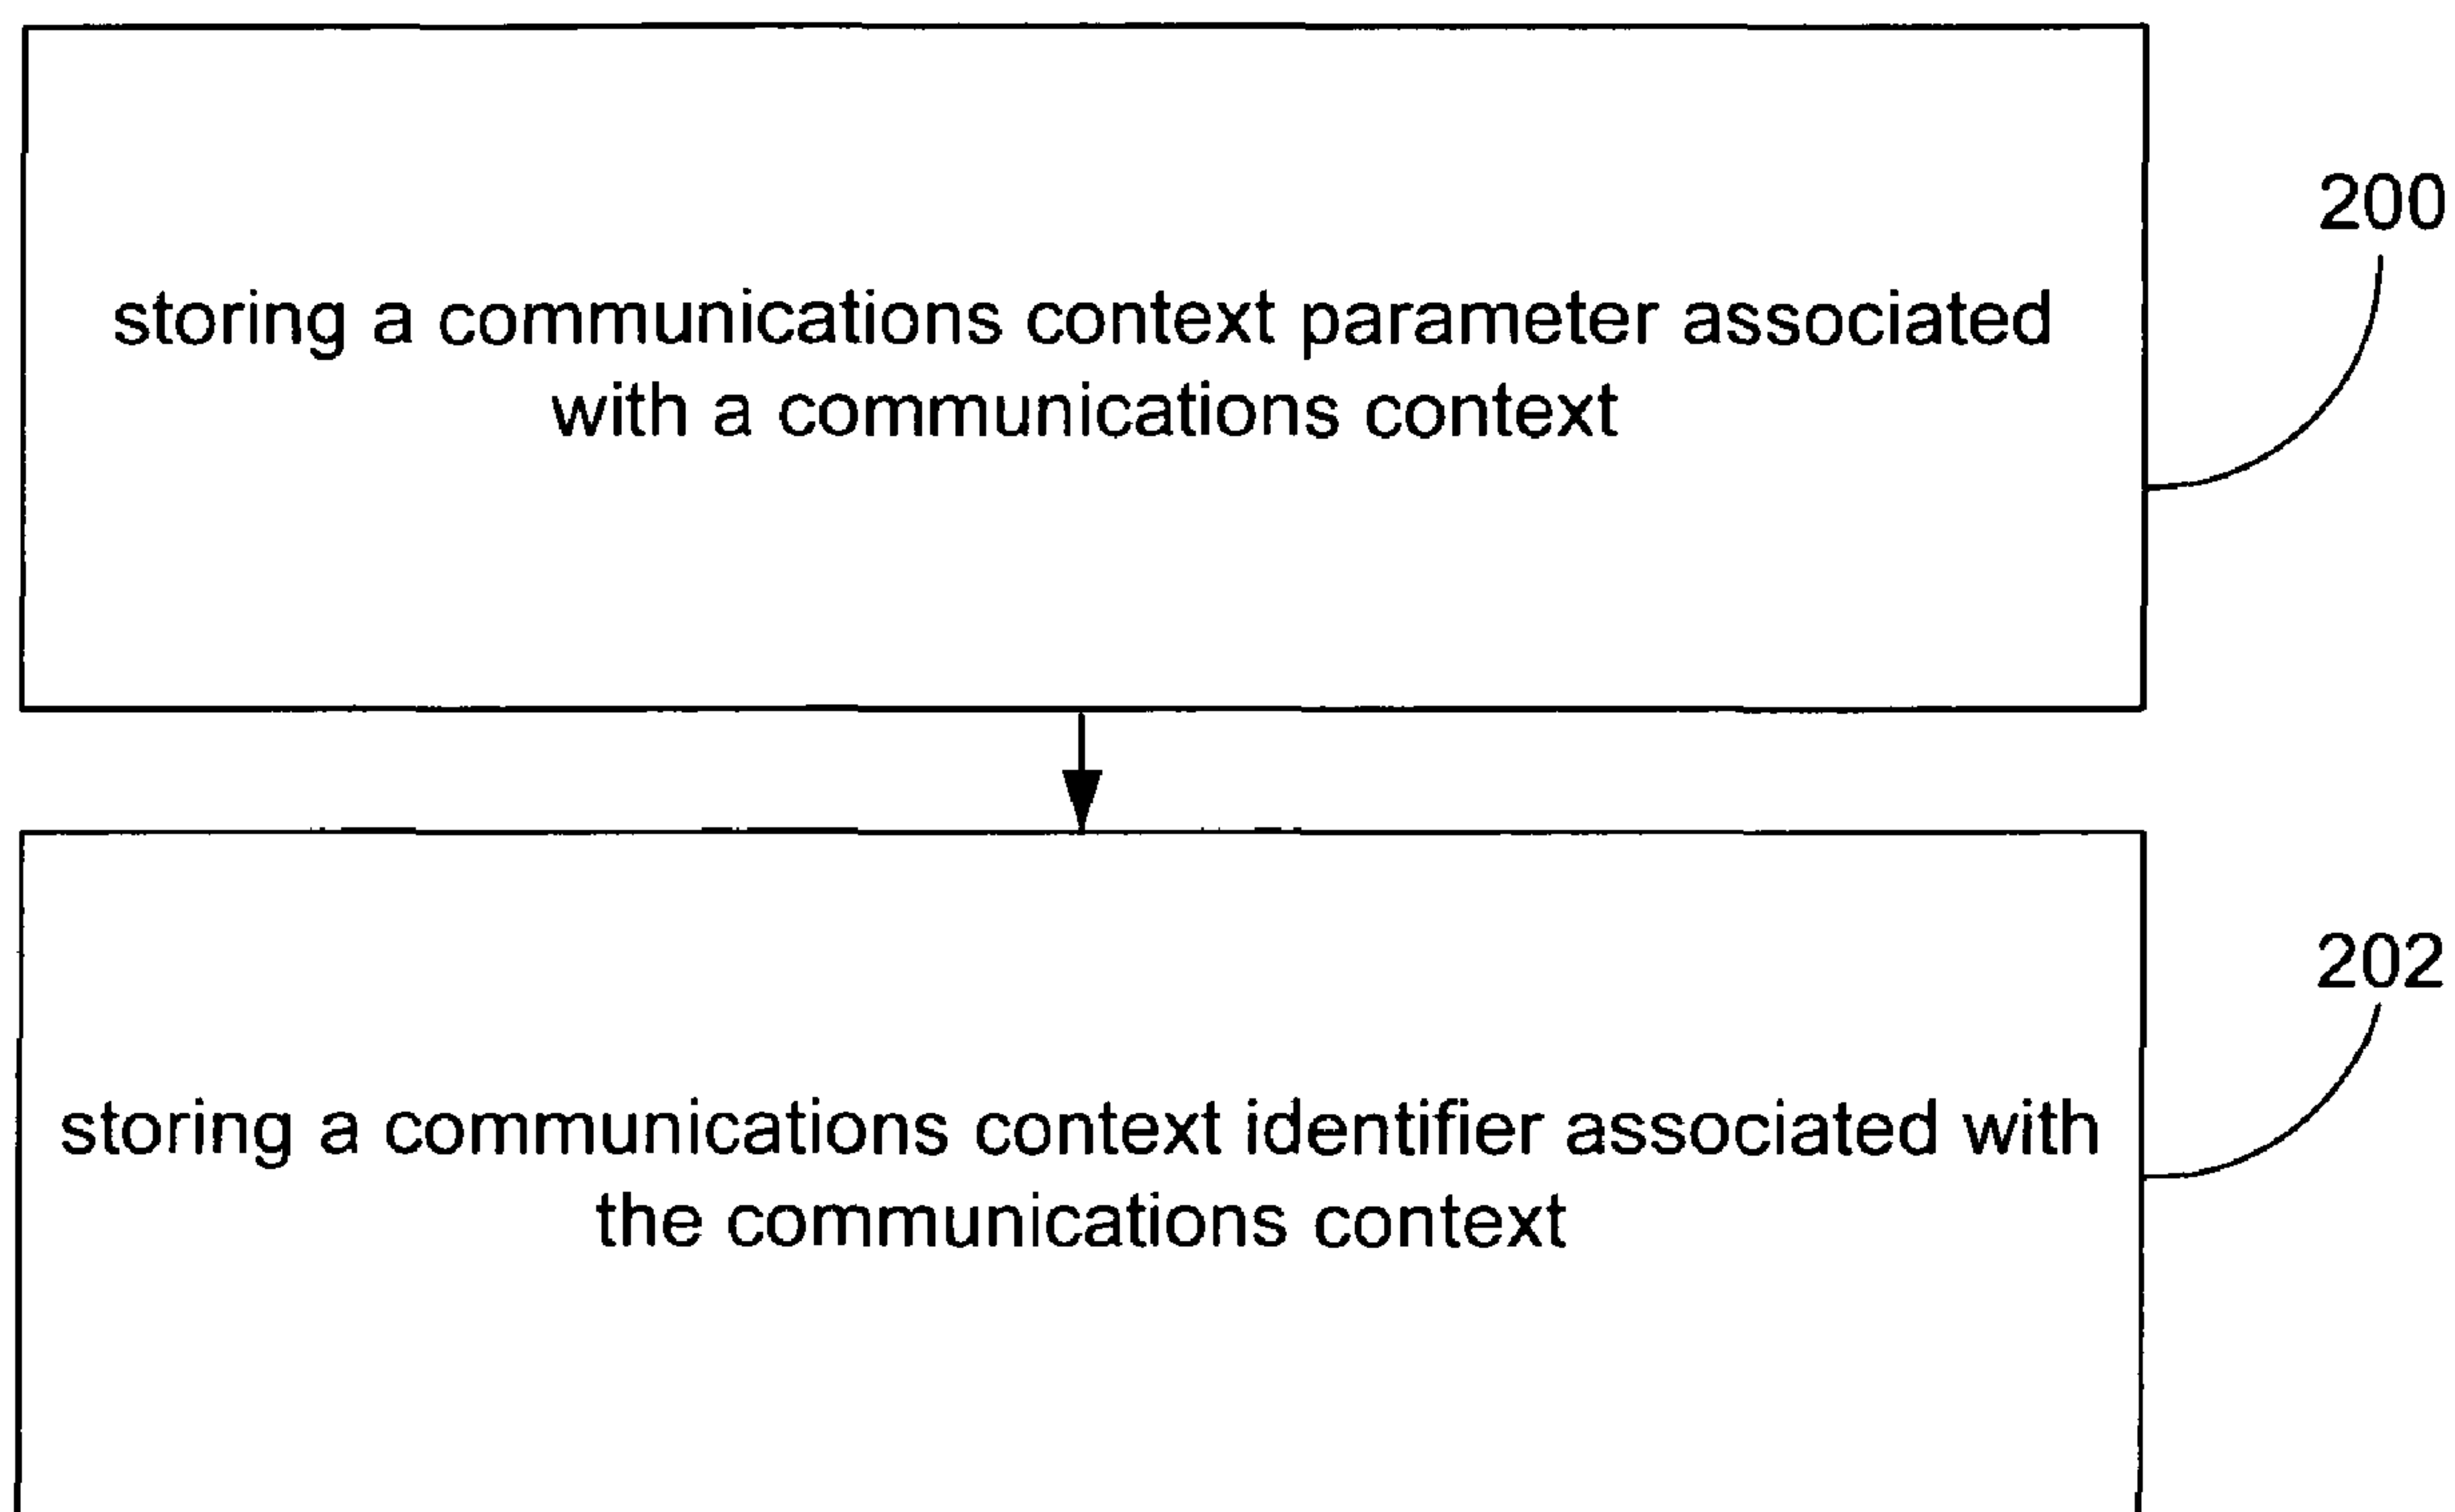 200
storing a communications context parameter associated
with a communications context
202
storing a communications context identifier associated with
the communications context